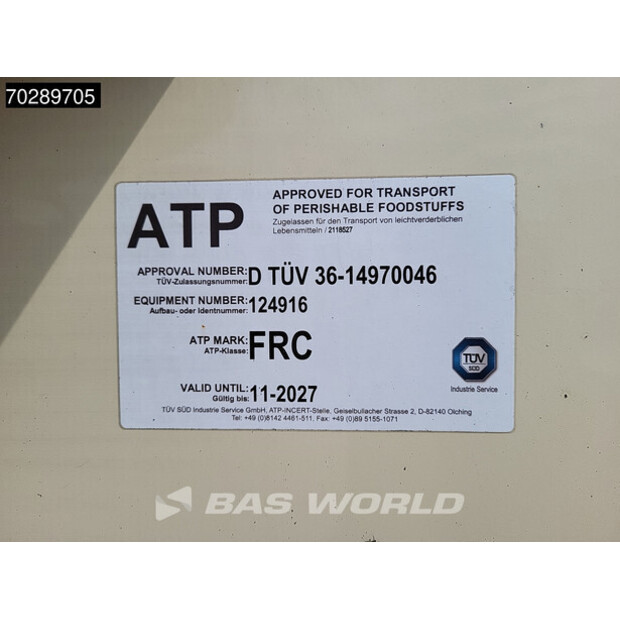 70289705
ATP
APPROVED FOR TRANSPORT
OF PERISHABLE FOODSTUFFS
Zugelassen für den Transport von leichtverderblichen
Lebensmitteln / 2118527
APPROVAL NUMBER: D TÜV 36-14970046
TÜV-Zulassungsnummer:
EQUIPMENT NUMBER: 124916
Aufbau- oder Identnummer:
ATP MARK: FRC
ATP-Klasse:
TÜV
SÜD
Industrie Service
VALID UNTIL: 11-2027
Gültig bis:
TÜV SÜD Industrie Service GmbH, ATP-INCERT-Stelle, Geiselbullacher Strasse 2, D-82140 Olching
Tel: +49 (0)8142 4461-511, Fax: +49 (0)89 5155-1071
BAS WORLD